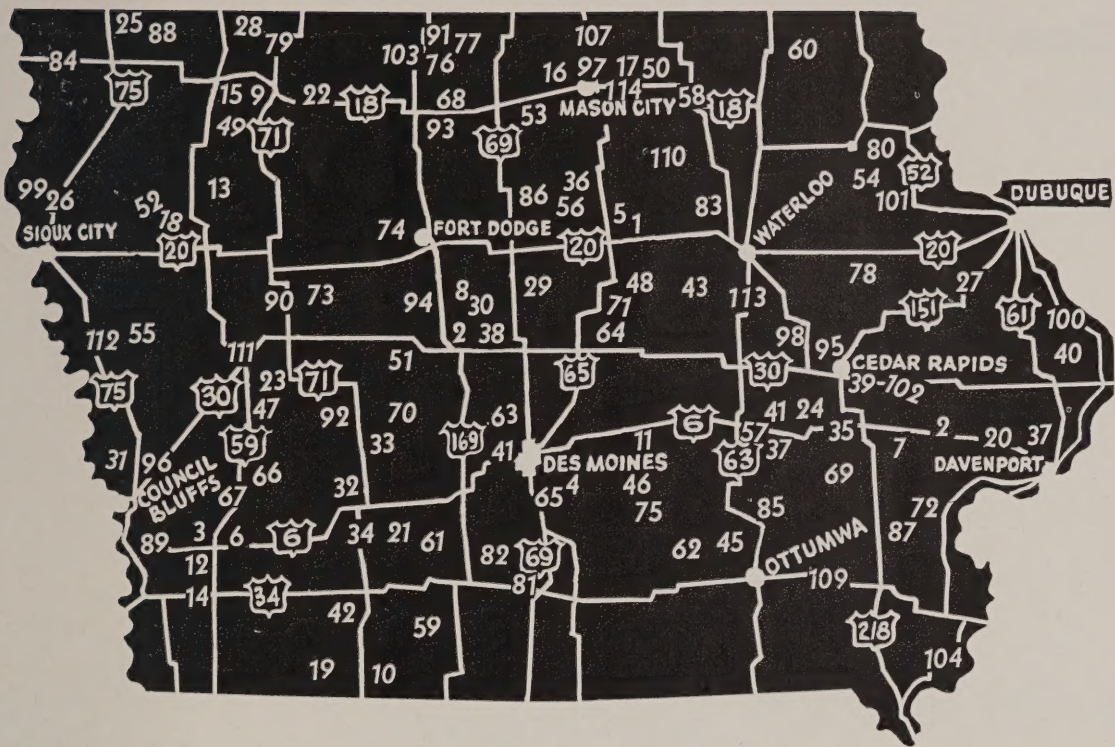 25 88 28 79 91 77 107 60
84 103 76 16 97 17 50
75 15 9 22 18 68 114 58 18
MASON CITY
49 71 93 69 53 80
110 52
99 26 13 86 36 54 DUBUQUE
52 56 83 101
SIOUX CITY 78 74 FORT DODGE 5 1 WATERLOO
20 20 20
8 29 48 43 78 27
90 73 94 30 71 113 151 61 100
112 55 2 38 64 98 95 40
111 51 CEDAR RAPIDS
75 30 23 71 65 30 39-102
47 92 70 63 41 24
59 33 169 11 6 57 37 35 2 20 37
31 96 66 41 DES MOINES 63 7 DAVENPORT
COUNCIL BLUFFS 67 32 65 4 46 69 72
3 75 85
89 6 6 34 21 61 82 69 62 45 OTTUMWA 87
12 81 109
14 34 42
59 218
19 10 104